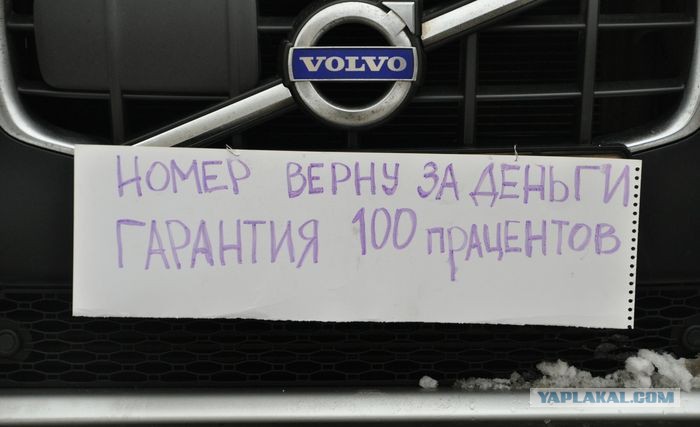 VOLVO
НОМЕР ВЕРНУ ЗА ДЕНЬГИ
ГАРАНТИЯ 100 ПРАЦЕНТОВ
YAPLAKAL.COM